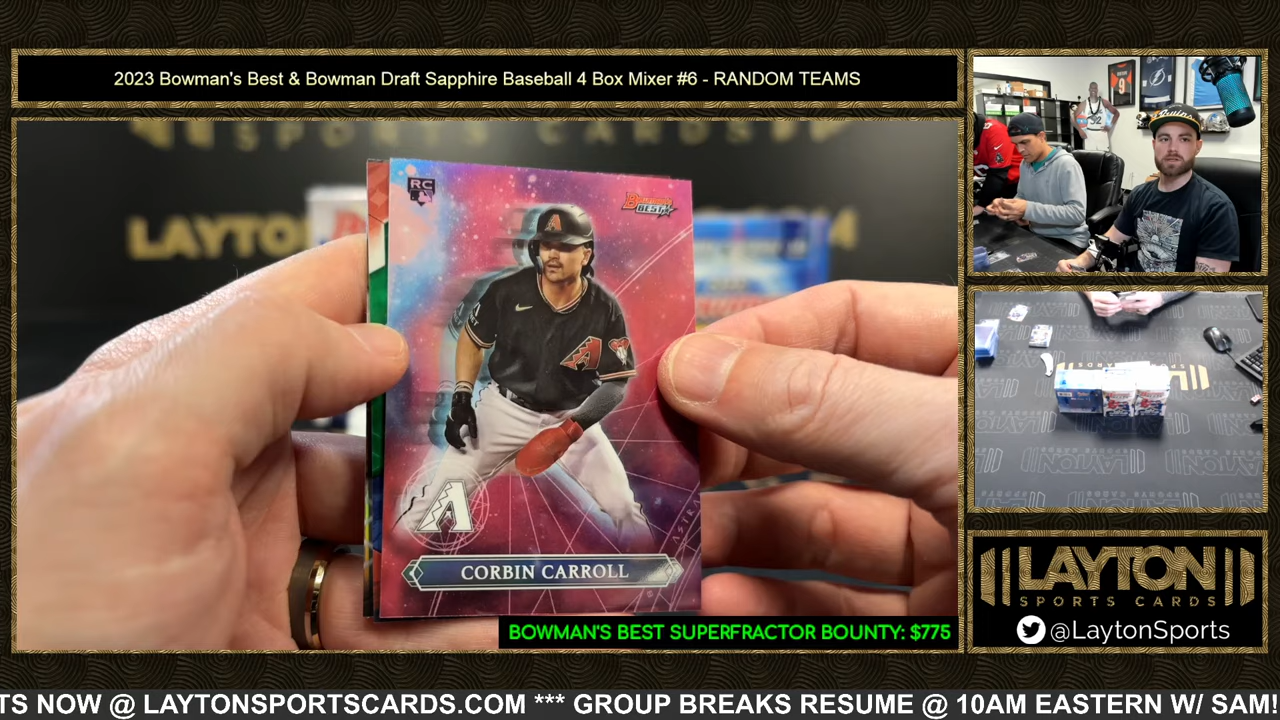 2023 Bowman's Best & Bowman Draft Sapphire Baseball 4 Box Mixer #6 - RANDOM TEAMS
LAYTON
RC
Bowman's
BEST
A
CORBIN CARROLL
BOWMAN'S BEST SUPERFRACTOR BOUNTY: $775
LAYTON
SPORTS CARDS
@LaytonSports
TS NOW @ LAYTONSPORTSCARDS.COM *** GROUP BREAKS RESUME @ 10AM EASTERN W/ SAM!